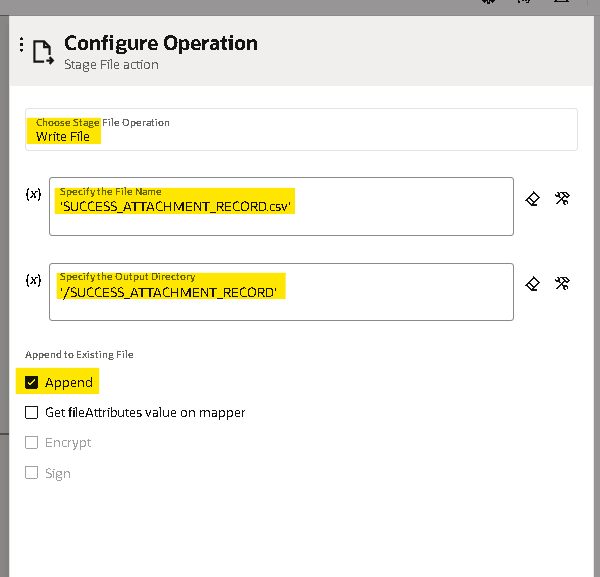 Configure Operation
Stage File action
Choose Stage File Operation
Write File
(x)
Specify the File Name
'SUCCESS_ATTACHMENT_RECORD.csv'
(x)
Specify the Output Directory
'/SUCCESS_ATTACHMENT_RECORD'
Append to Existing File
Append
Get fileAttributes value on mapper
Encrypt
Sign